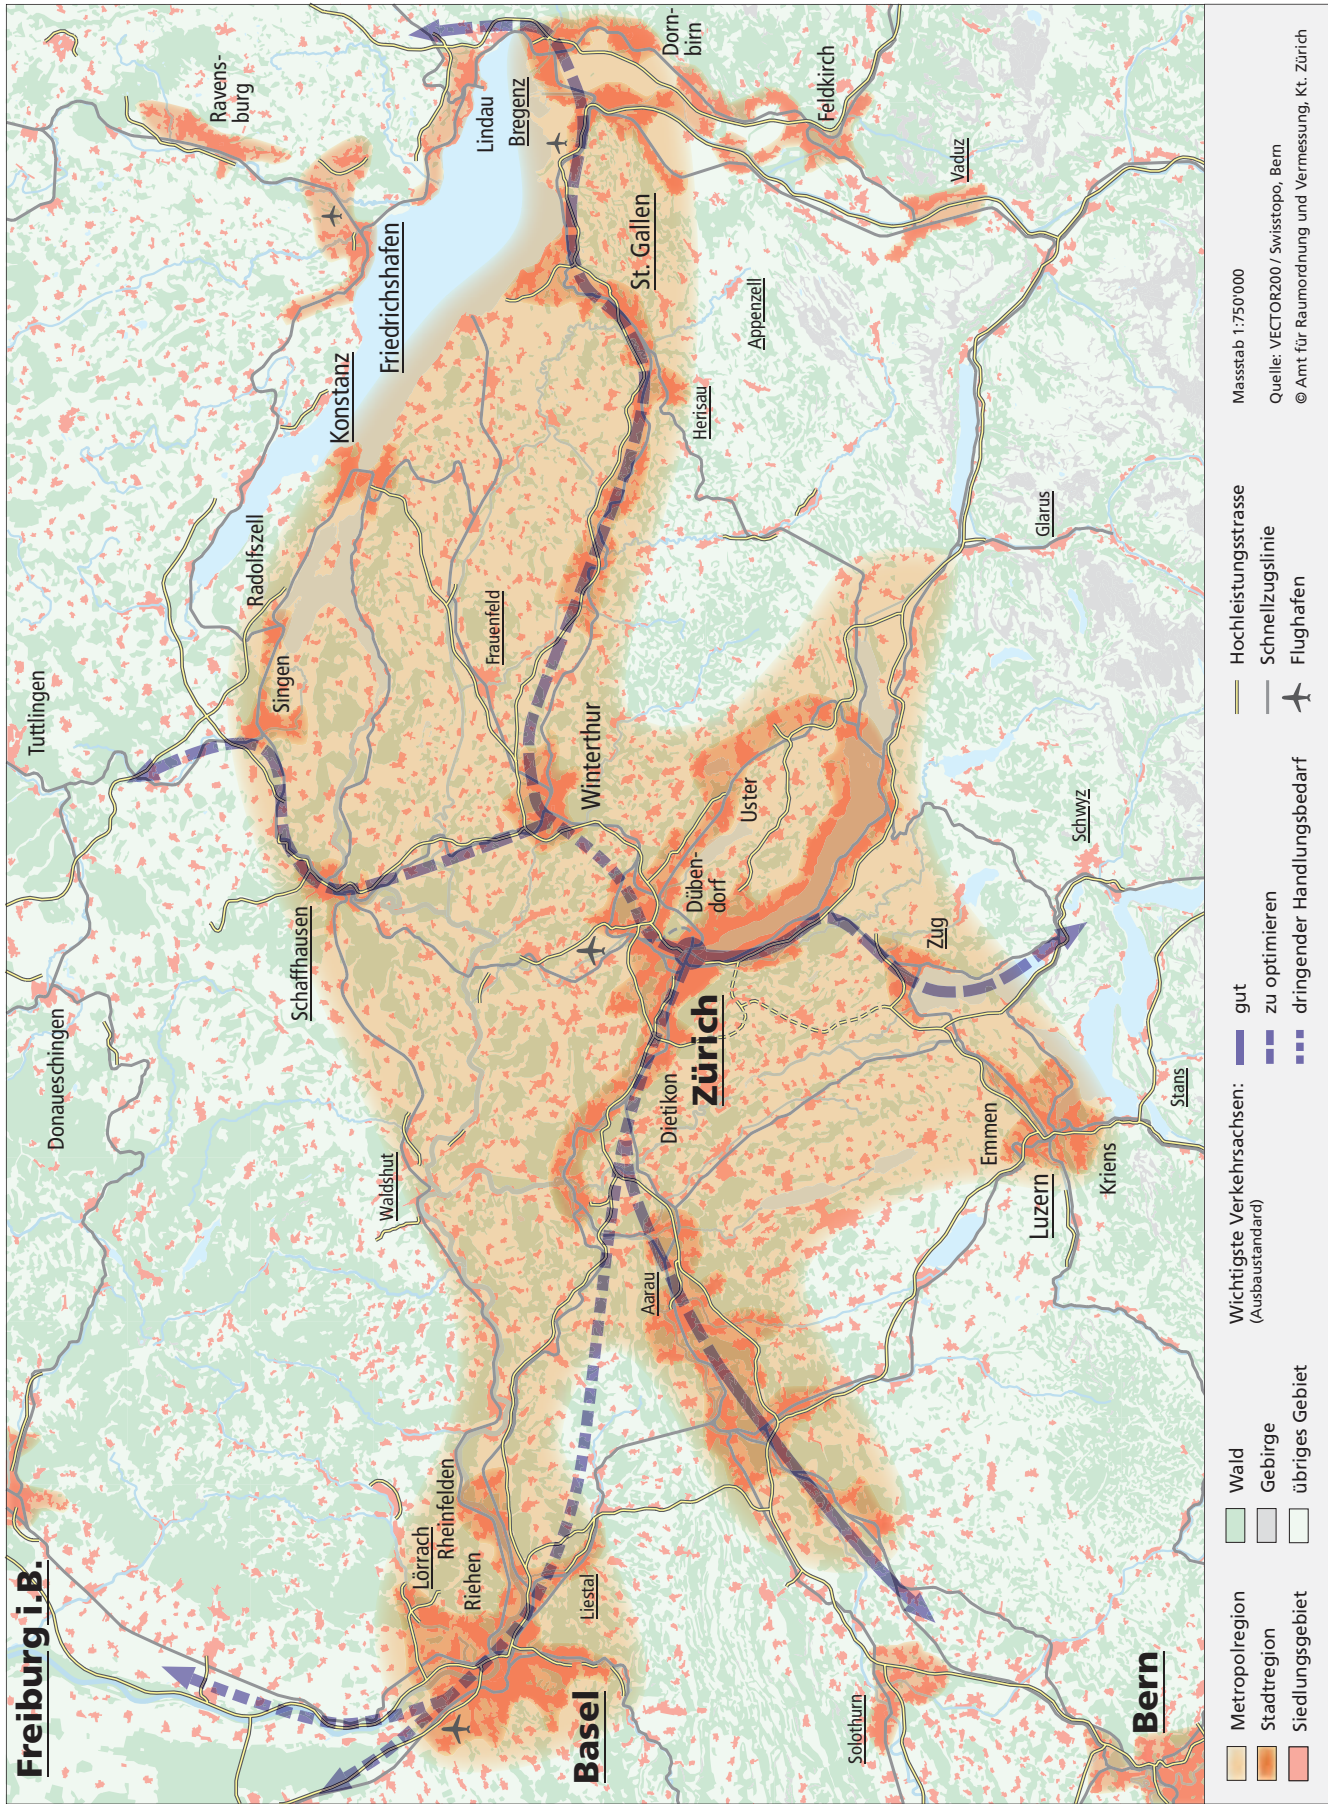 Freiburg i.B.
Donaueschingen
Tuttlingen
Ravens-
burg
Singen
Radolfszell
Schaffhausen
Konstanz
Friedrichshafen
Lindau
Bregenz
Dorn-
birn
Waldshut
Lörrach
Rheinfelden
Riehen
Frauenfeld
Winterthur
St. Gallen
Feldkirch
Basel
Liestal
Aarau
Dietikon
Zürich
Düben-
dorf
Uster
Herisau
Appenzell
Vaduz
Solothurn
Zug
Emmen
Luzern
Kriens
Glarus
Schwyz
Stans
Bern
Metropolregion
Stadtregion
Siedlungsgebiet
Wald
Gebirge
übriges Gebiet
Wichtigste Verkehrsachsen:
(Ausbaustandard)
gut
zu optimieren
dringender Handlungsbedarf
Hochleistungsstrasse
Schnellzugslinie
Flughafen
Massstab 1:750'000
Quelle: VECTOR200 / Swisstopo, Bern
© Amt für Raumordnung und Vermessung, Kt. Zürich